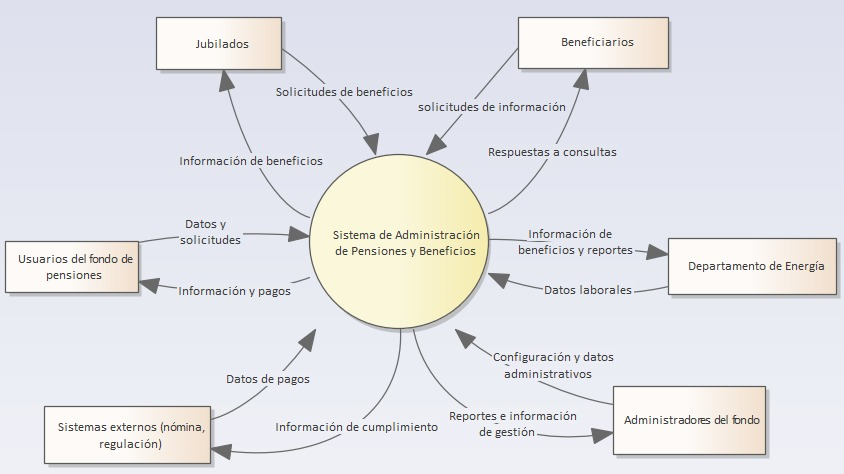 Jubilados
Beneficiarios
Solicitudes de beneficios
solicitudes de información
Información de beneficios
Respuestas a consultas
Datos y
solicitudes
Sistema de Administración
de Pensiones y Beneficios
Información de
beneficios y reportes
Usuarios del fondo de
pensiones
Departamento de Energía
Información y pagos
Datos laborales
Datos de pagos
Configuración y datos
administrativos
Sistemas externos (nómina,
regulación)
Información de cumplimiento
Reportes e información
de gestión
Administradores del fondo